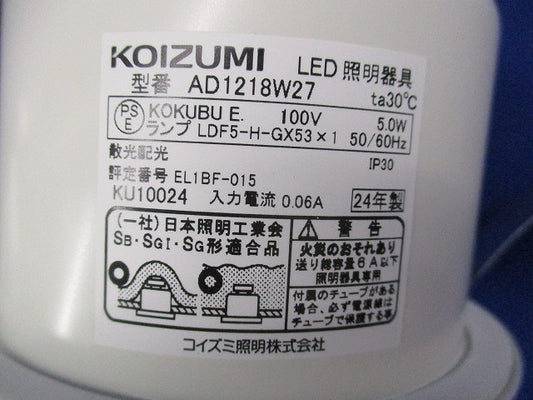 KOIZUMI LED 照明器具
型番 AD1218W27 ta30℃
PS E KOKUBU E. 100V 5.0W
ランプ LDF5-H-GX53×1 50/60Hz
散光配光 IP30
評定番号 EL1BF-015
KU10024 入力電流 0.06A 24年製
(一社)日本照明工業会
SB・SGI・SG形適合品
警告
火災のおそれあり
送り総容量6A以下
照明器具専用
付属のチューブがある
場合、必ず電源線は
チューブで保護する事
コイズミ照明株式会社